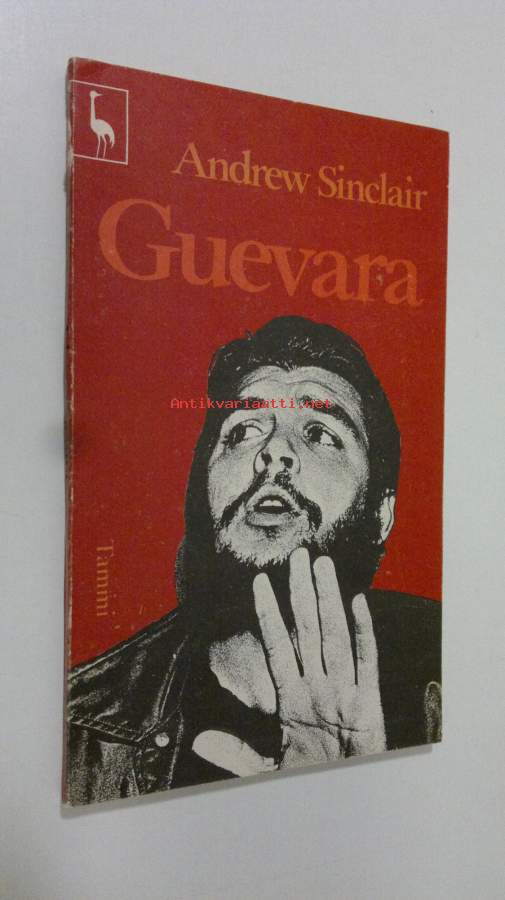 Andrew Sinclair
Guevara
Antikvariaatti.net
Tammi